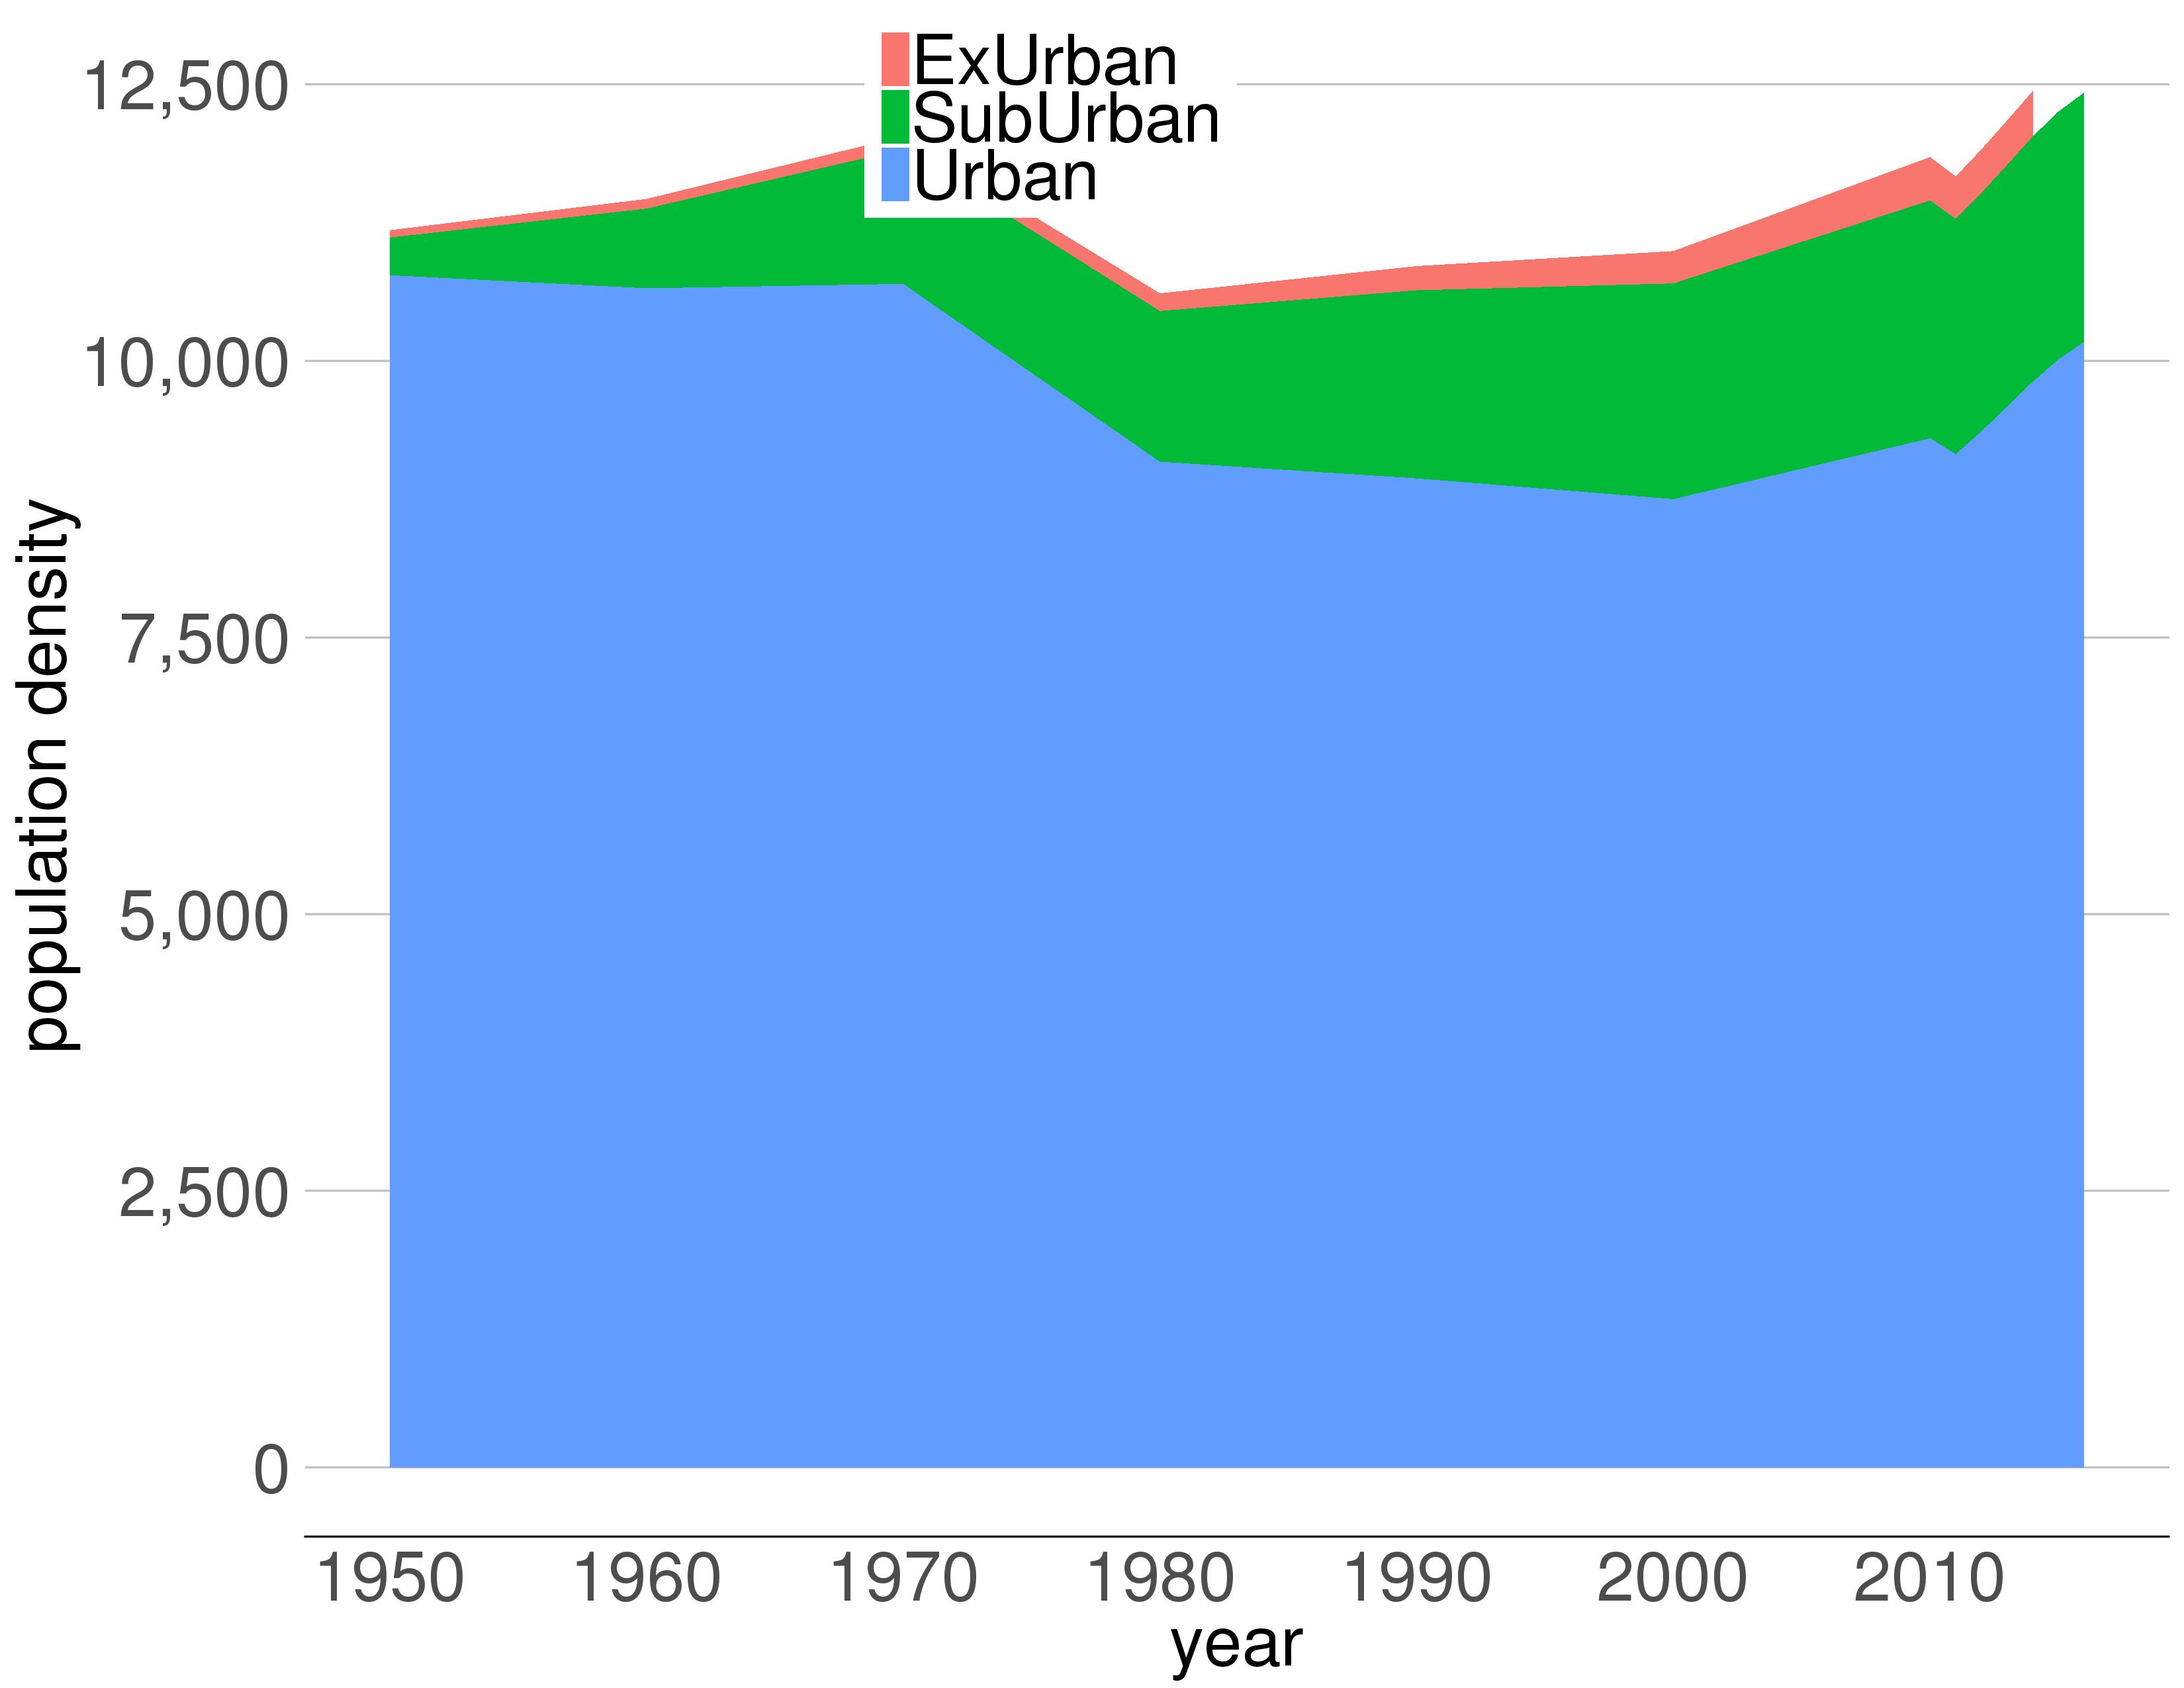 ExUrban
SubUrban
Urban
12,500
10,000
7,500
5,000
2,500
0
population density
1950 1960 1970 1980 1990 2000 2010
year